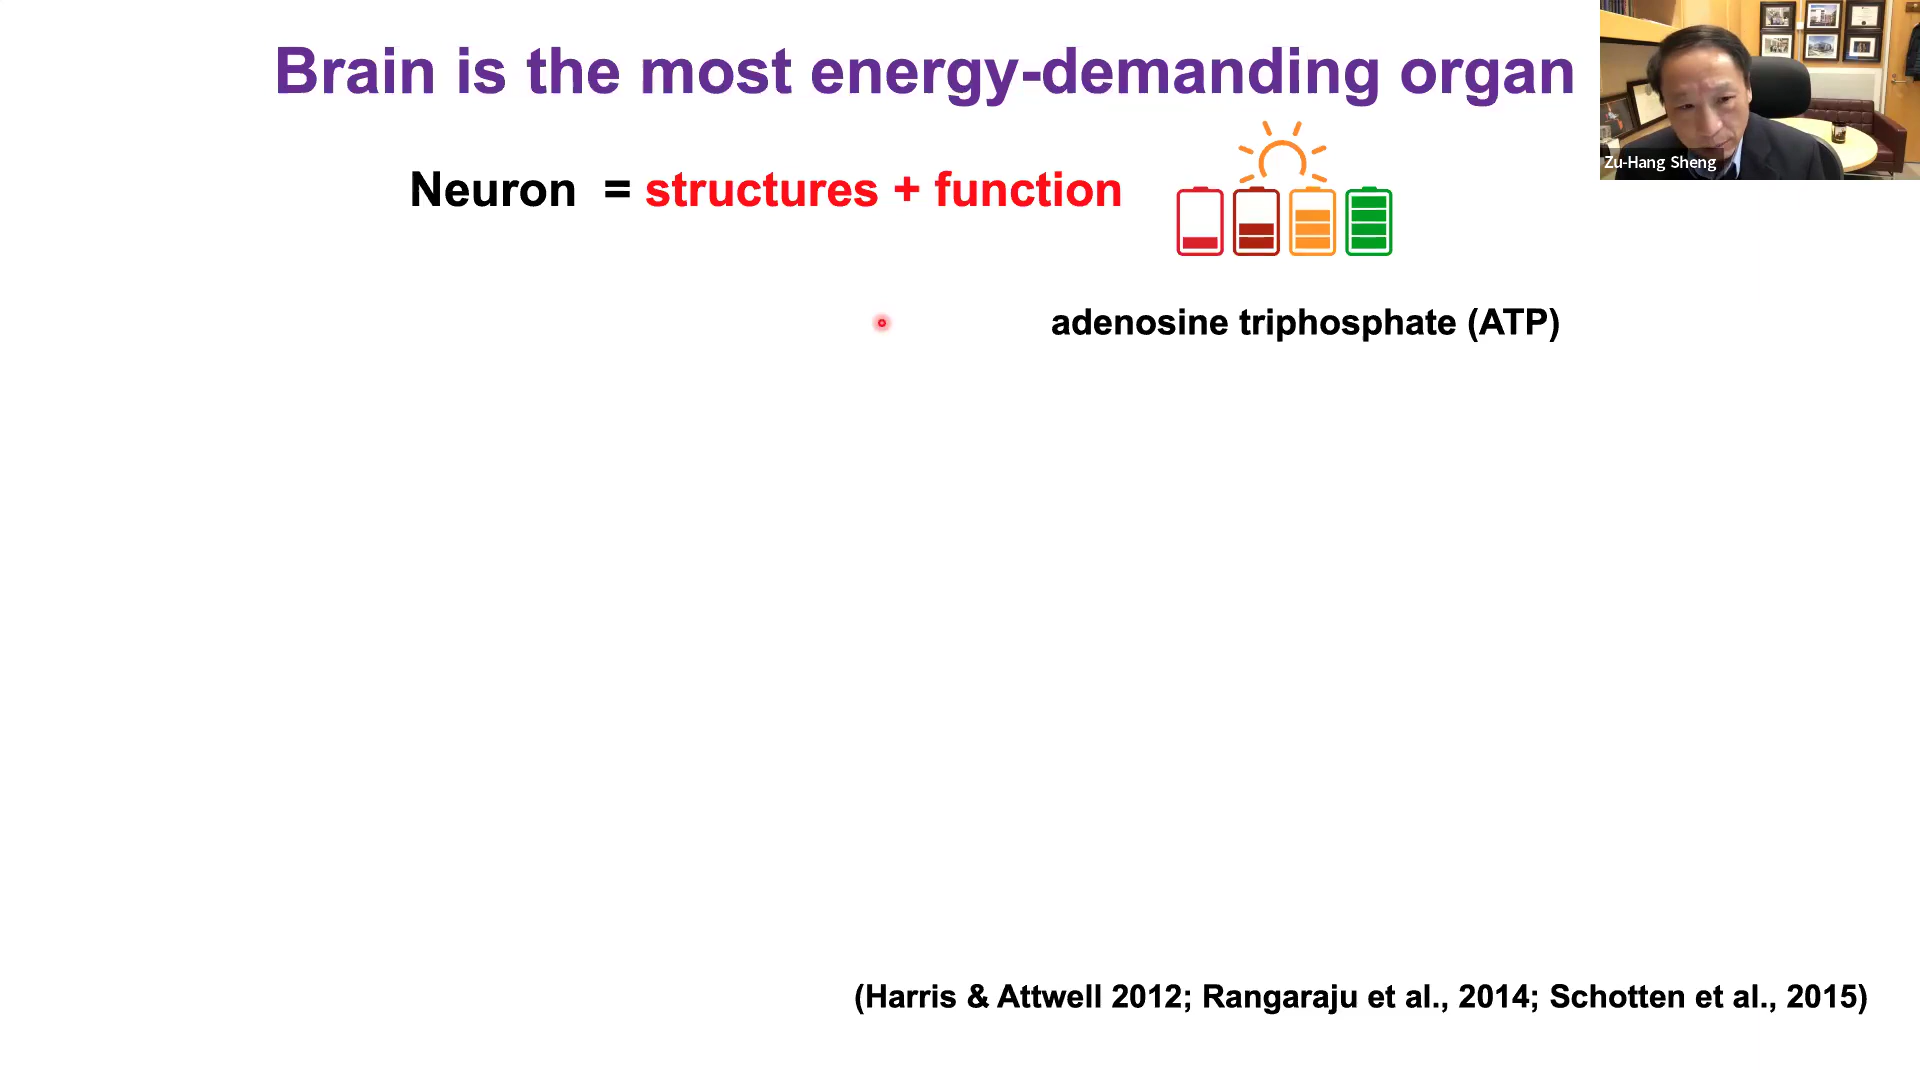 Brain is the most energy-demanding organ
Zu-Hang Sheng
Neuron = structures + function
adenosine triphosphate (ATP)
(Harris & Attwell 2012; Rangaraju et al., 2014; Schotten et al., 2015)